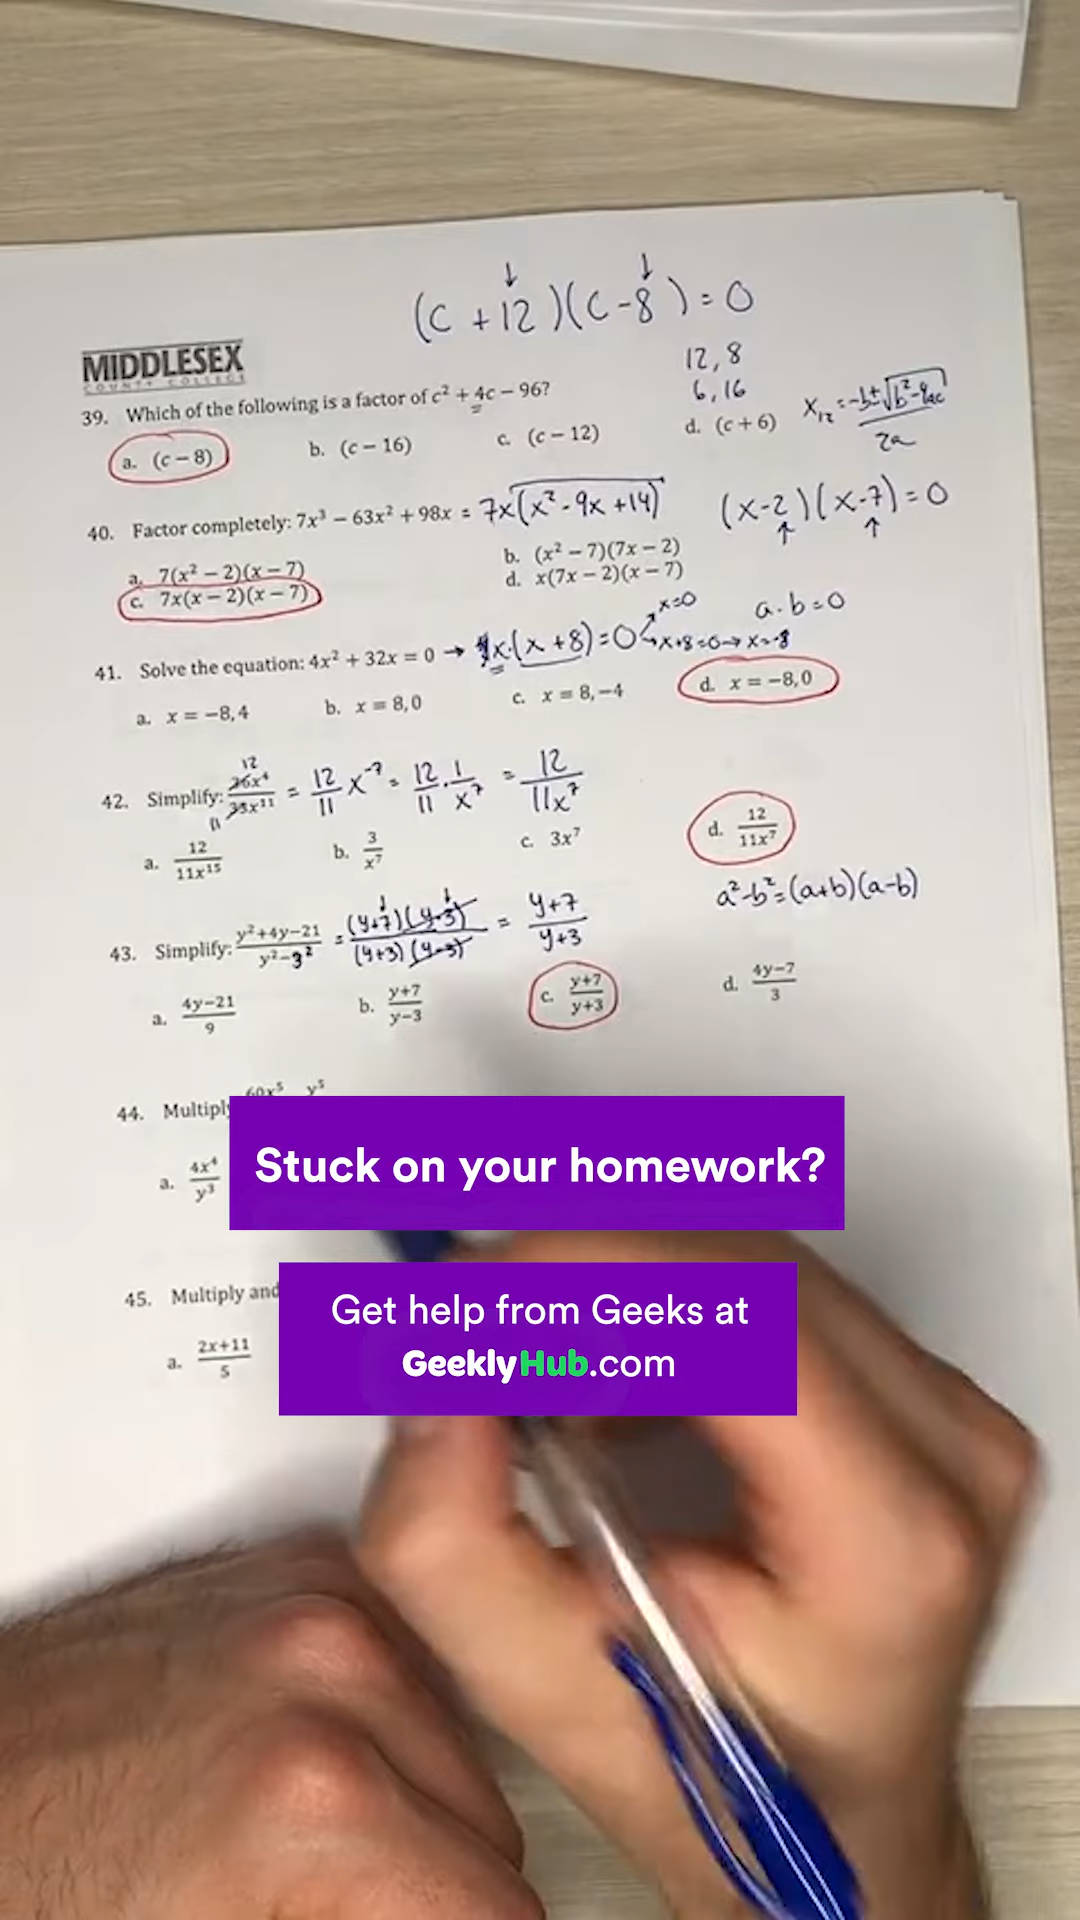 (c + 12)(c - 8) = 0
MIDDLESEX
COUNTY COLLEGE
12, 8
6, 16
39. Which of the following is a factor of c² + 4c − 96?
a. (c − 8) b. (c − 16) c. (c − 12) d. (c + 6)
2a
40. Factor completely: 7x³ − 63x² + 98x = 7x(x² - 9x + 14) (x-2)(x-7) = 0
a. 7(x² − 2)(x − 7) b. (x² − 7)(7x − 2)
c. 7x(x − 2)(x − 7) d. x(7x − 2)(x − 7)
x=0 a·b=0
41. Solve the equation: 4x² + 32x = 0 → x·(x + 8) = 0 x+8=0→x=-8
a. x = −8, 4 b. x = 8, 0 c. x = 8, −4 d. x = −8, 0
42. Simplify: 36x⁴/33x¹¹ 12 11 = 12/11 x⁻⁷ = 12/11 · 1/x⁷ = 12/11x⁷
a. 12/11x¹⁵ b. 3/x⁷ c. 3x⁷ d. 12/11x⁷
a²-b²=(a+b)(a-b)
43. Simplify: y²+4y−21/y²−3² = (y+7)(y-3)/(y+3)(y-3) = y+7/y+3
a. 4y−21/9 b. y+7/y−3 c. y+7/y+3 d. 4y−7/3
44. Multiply
a. 4x⁴/y³
Stuck on your homework?
45. Multiply and
Get help from Geeks at
GeeklyHub.com
a. 2x+11/5